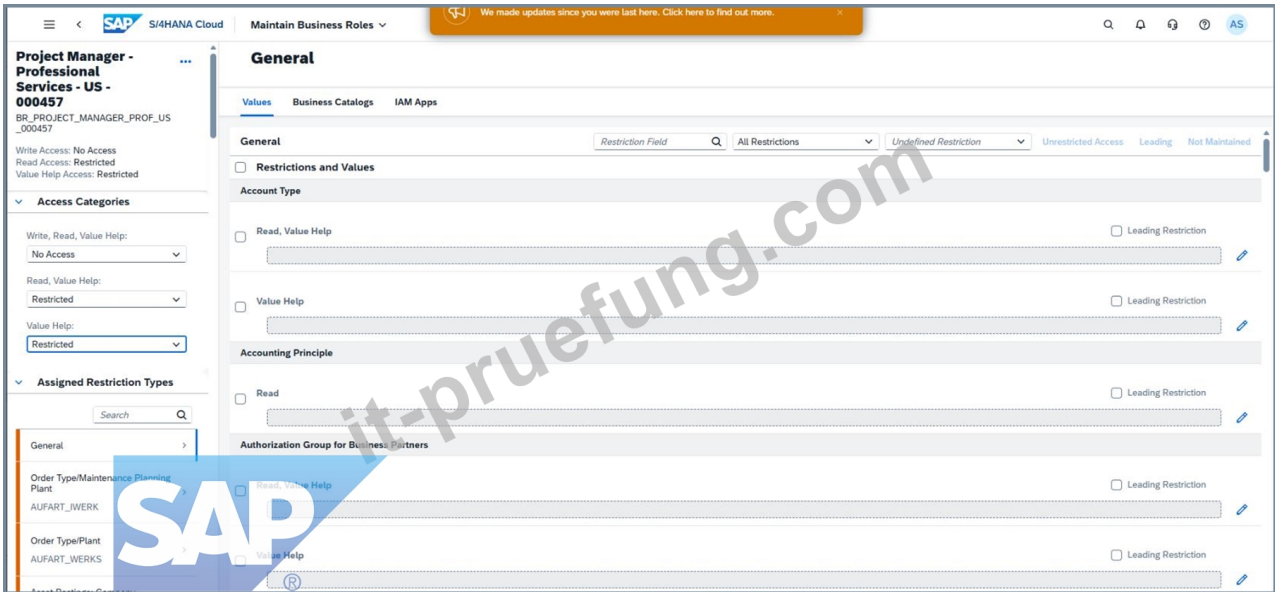 We made updates since you were last here. Click here to find out more.
SAP S/4HANA Cloud Maintain Business Roles AS
Project Manager - Professional Services - US - 000457
BR_PROJECT_MANAGER_PROF_US_000457
Write Access: No Access
Read Access: Restricted
Value Help Access: Restricted
Access Categories
Write, Read, Value Help:
No Access
Read, Value Help:
Restricted
Value Help:
Restricted
Assigned Restriction Types
Search
General
Order Type/Maintenance Planning Plant
AUFART_IWERK
Order Type/Plant
AUFART_WERKS
General
Values Business Catalogs IAM Apps
General Restriction Field All Restrictions Undefined Restriction Unrestricted Access Leading Not Maintained
Restrictions and Values
Account Type
Read, Value Help Leading Restriction
Value Help Leading Restriction
Accounting Principle
Read Leading Restriction
Authorization Group for Business Partners
Read, Value Help Leading Restriction
Value Help Leading Restriction
it-pruefung.com
SAP ®